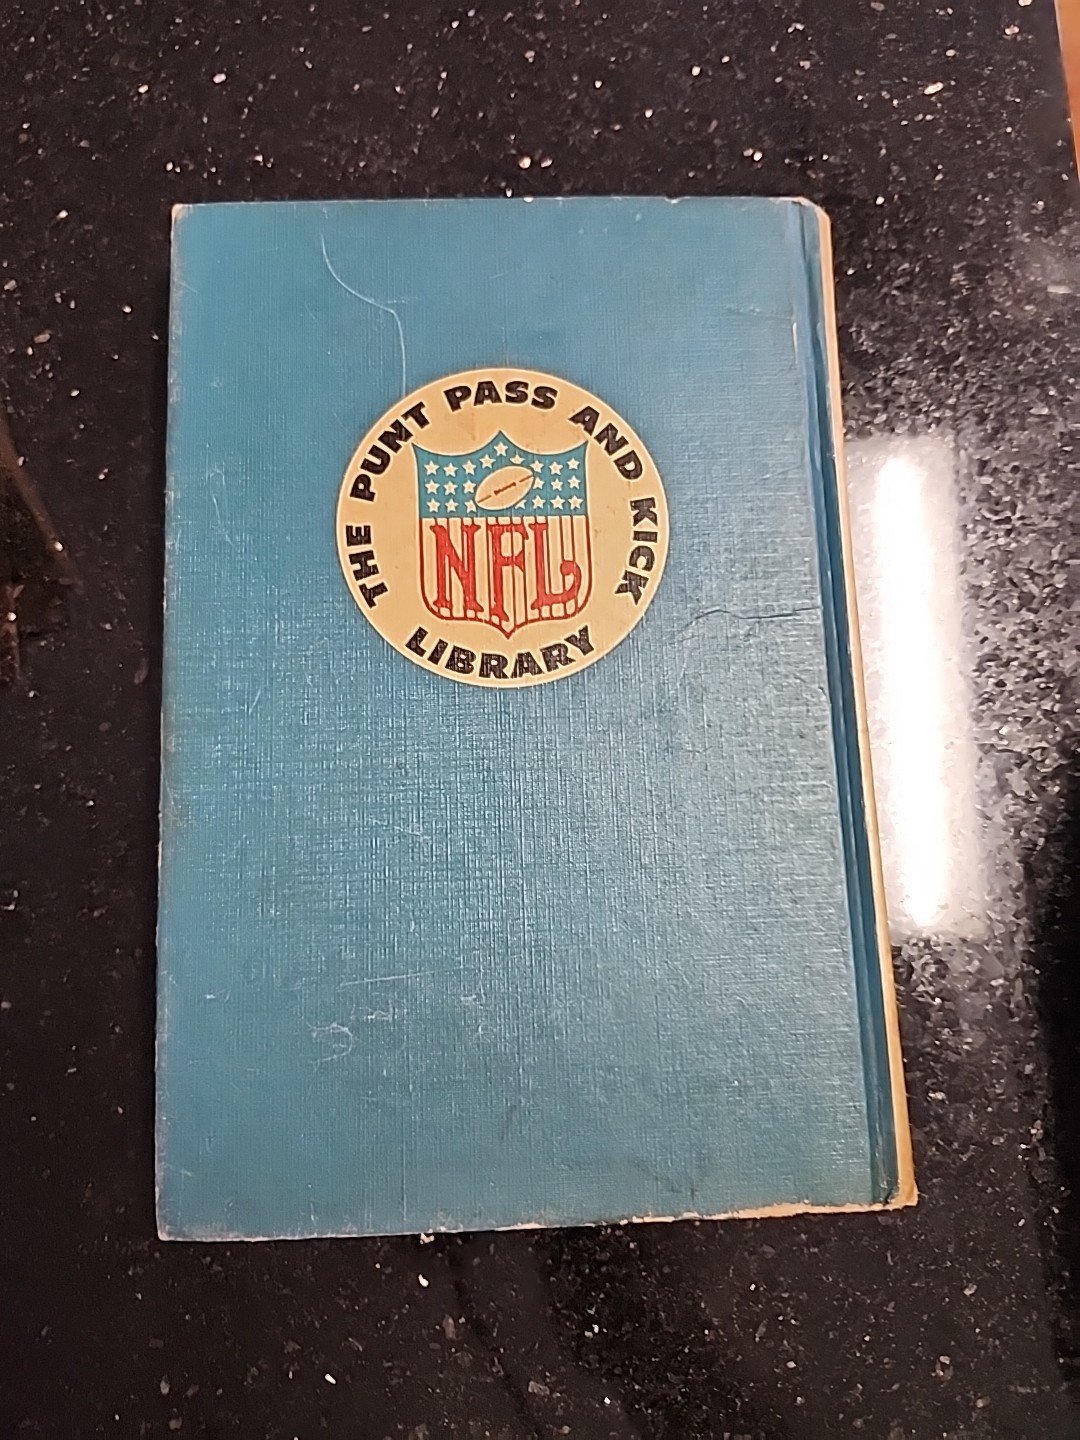 THE PUNT PASS AND KICK
NFL
LIBRARY